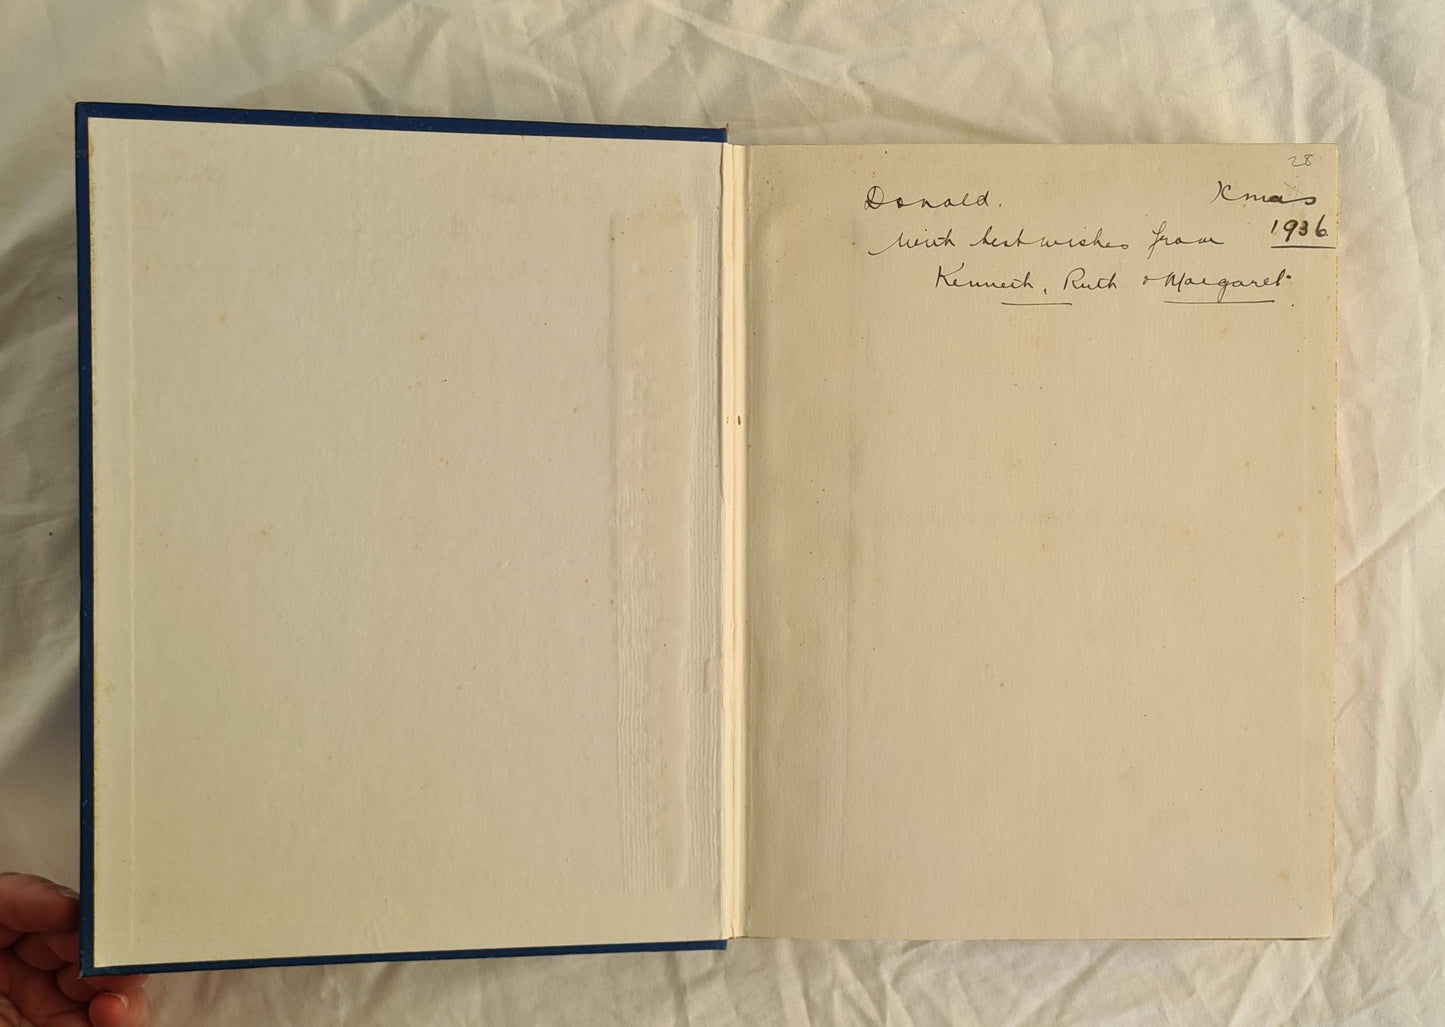 28
Donald. Xmas
1936
With best wishes from
Kenneth, Ruth & Margaret